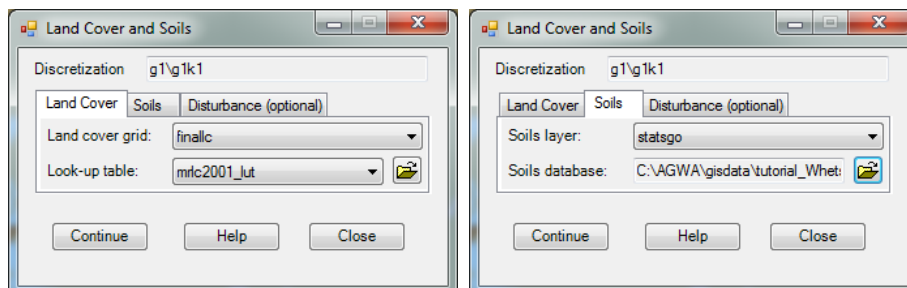 Land Cover and Soils
Discretization g1\g1k1
Land Cover Soils Disturbance (optional)
Land cover grid: finallc
Look-up table: mrlc2001_lut
Continue Help Close
Land Cover and Soils
Discretization g1\g1k1
Land Cover Soils Disturbance (optional)
Soils layer: statsgo
Soils database: C:\AGWA\gisdata\tutorial_Whet
Continue Help Close